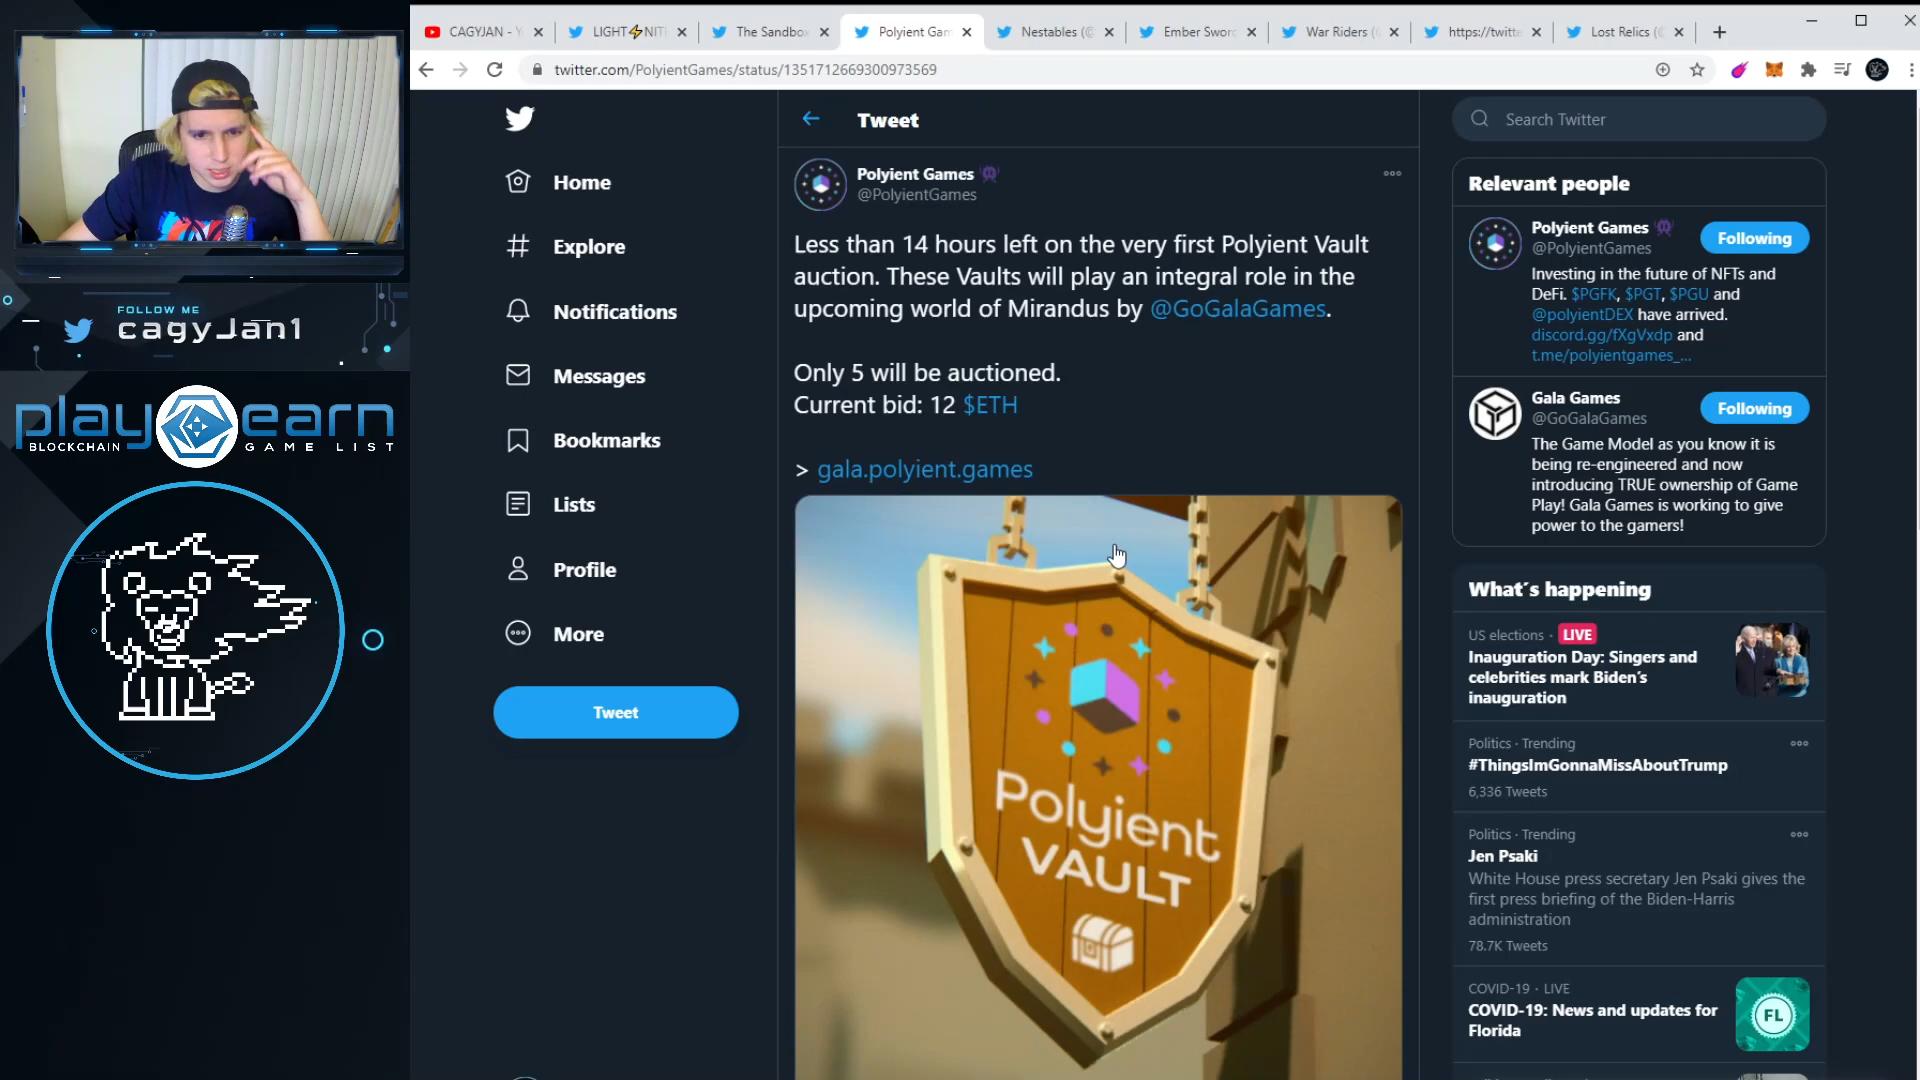 CAGYJAN - Y
LIGHT⚡NIT
The Sandbox
Polyient Gam
Nestables (@
Ember Sword
War Riders (
https://twitte
Lost Relics (
twitter.com/PolyientGames/status/1351712669300973569
FOLLOW ME
cagyJan1
play earn
BLOCKCHAIN GAME LIST
Home
Explore
Notifications
Messages
Bookmarks
Lists
Profile
More
Tweet
Tweet
Polyient Games
@PolyientGames
Less than 14 hours left on the very first Polyient Vault
auction. These Vaults will play an integral role in the
upcoming world of Mirandus by @GoGalaGames.
Only 5 will be auctioned.
Current bid: 12 $ETH
> gala.polyient.games
Polyient
VAULT
Search Twitter
Relevant people
Polyient Games
@PolyientGames
Following
Investing in the future of NFTs and
DeFi. $PGFK, $PGT, $PGU and
@polyientDEX have arrived.
discord.gg/fXgVxdp and
t.me/polyientgames_...
Gala Games
@GoGalaGames
Following
The Game Model as you know it is
being re-engineered and now
introducing TRUE ownership of Game
Play! Gala Games is working to give
power to the gamers!
What´s happening
US elections · LIVE
Inauguration Day: Singers and
celebrities mark Biden’s
inauguration
Politics · Trending
#ThingsImGonnaMissAboutTrump
6,336 Tweets
Politics · Trending
Jen Psaki
White House press secretary Jen Psaki gives the
first press briefing of the Biden-Harris
administration
78.7K Tweets
COVID-19 · LIVE
COVID-19: News and updates for
Florida
FL